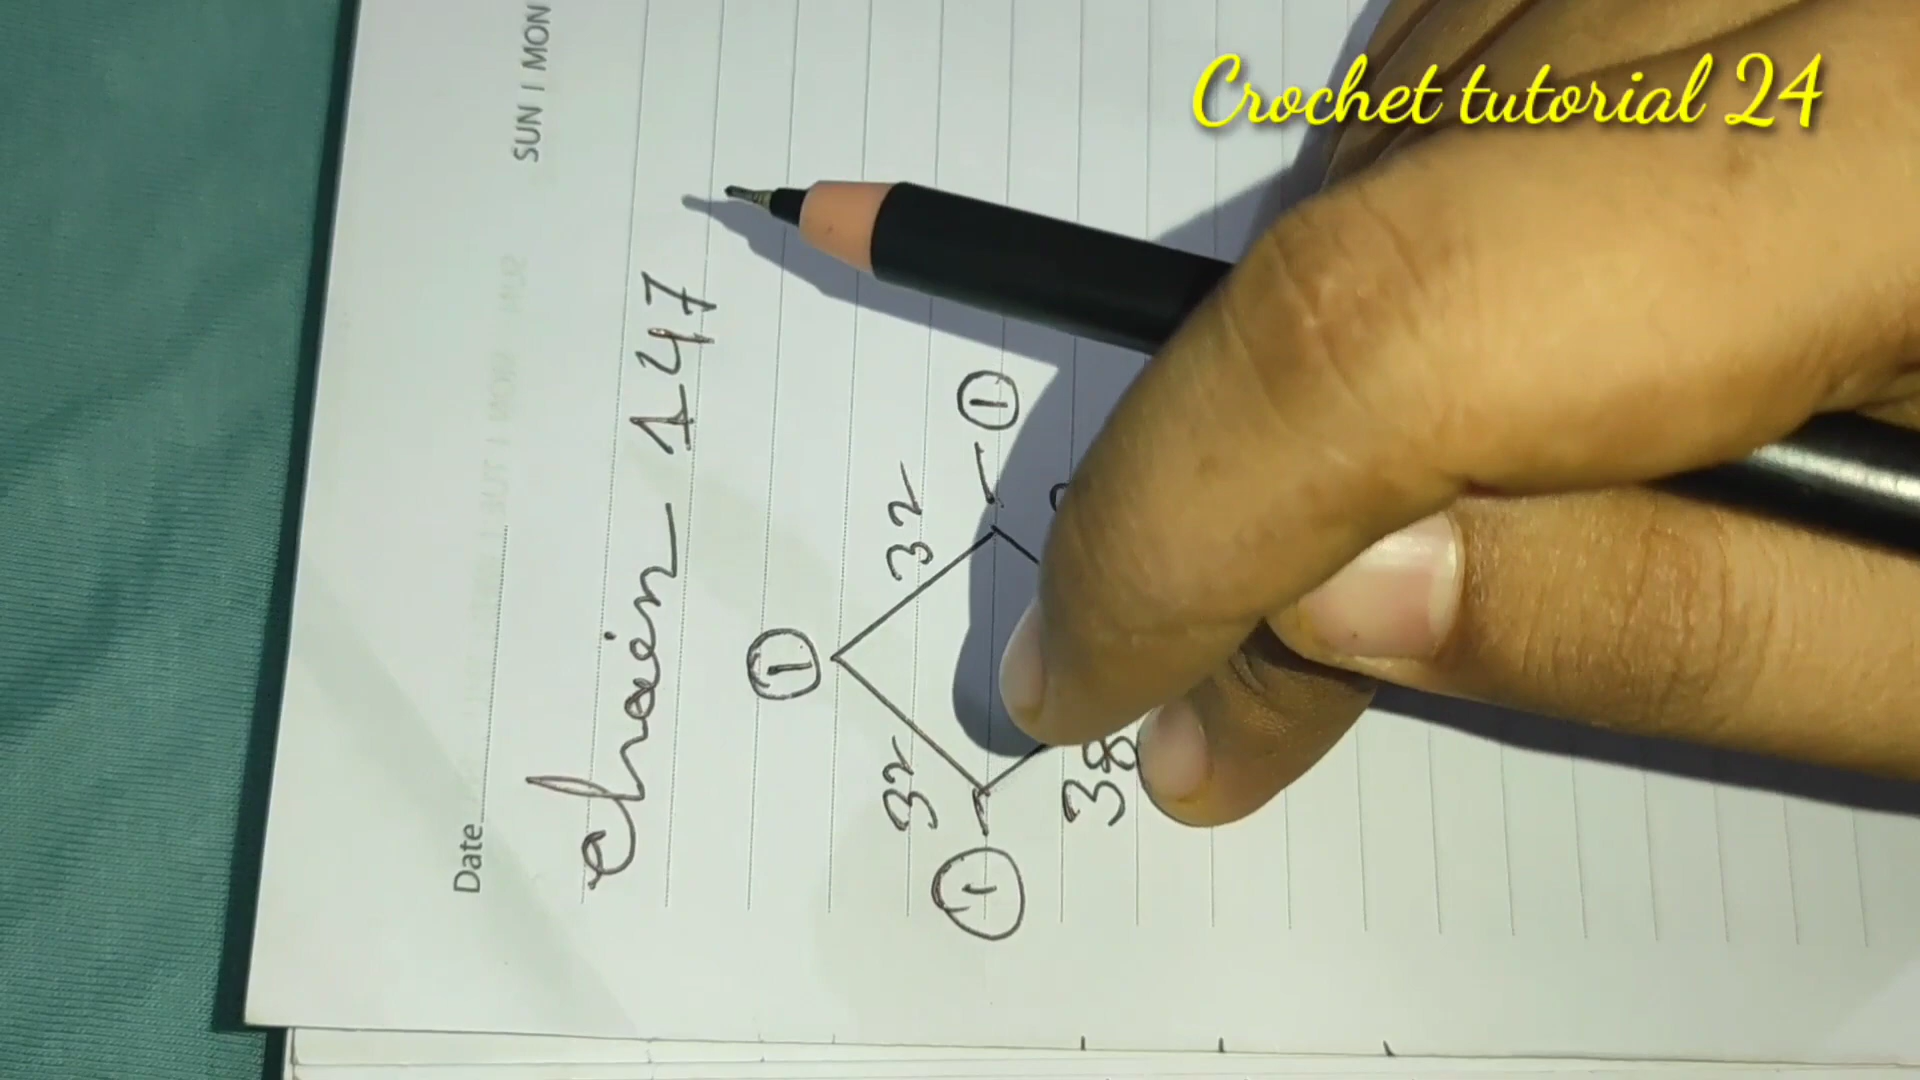 Crochet tutorial 24
SUN | MON
Date
chain 147
1
32
32
1
1
38